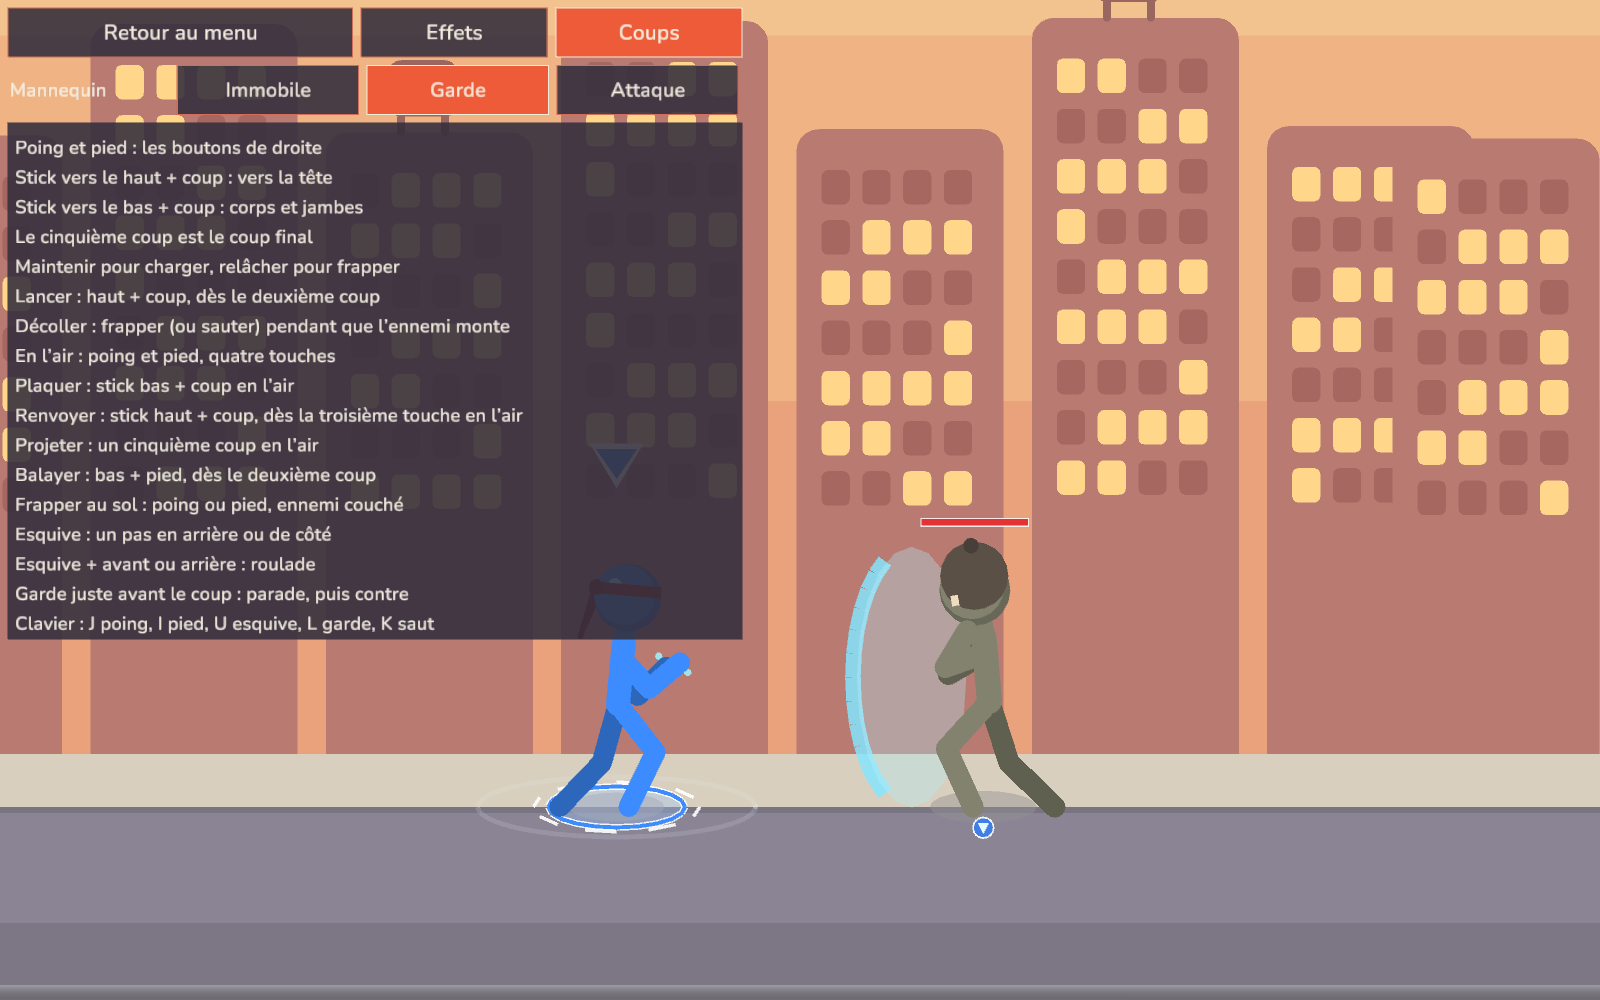 Retour au menu
Effets
Coups
Mannequin
Immobile
Garde
Attaque
Poing et pied : les boutons de droite
Stick vers le haut + coup : vers la tête
Stick vers le bas + coup : corps et jambes
Le cinquième coup est le coup final
Maintenir pour charger, relâcher pour frapper
Lancer : haut + coup, dès le deuxième coup
Décoller : frapper (ou sauter) pendant que l’ennemi monte
En l’air : poing et pied, quatre touches
Plaquer : stick bas + coup en l’air
Renvoyer : stick haut + coup, dès la troisième touche en l’air
Projeter : un cinquième coup en l’air
Balayer : bas + pied, dès le deuxième coup
Frapper au sol : poing ou pied, ennemi couché
Esquive : un pas en arrière ou de côté
Esquive + avant ou arrière : roulade
Garde juste avant le coup : parade, puis contre
Clavier : J poing, I pied, U esquive, L garde, K saut